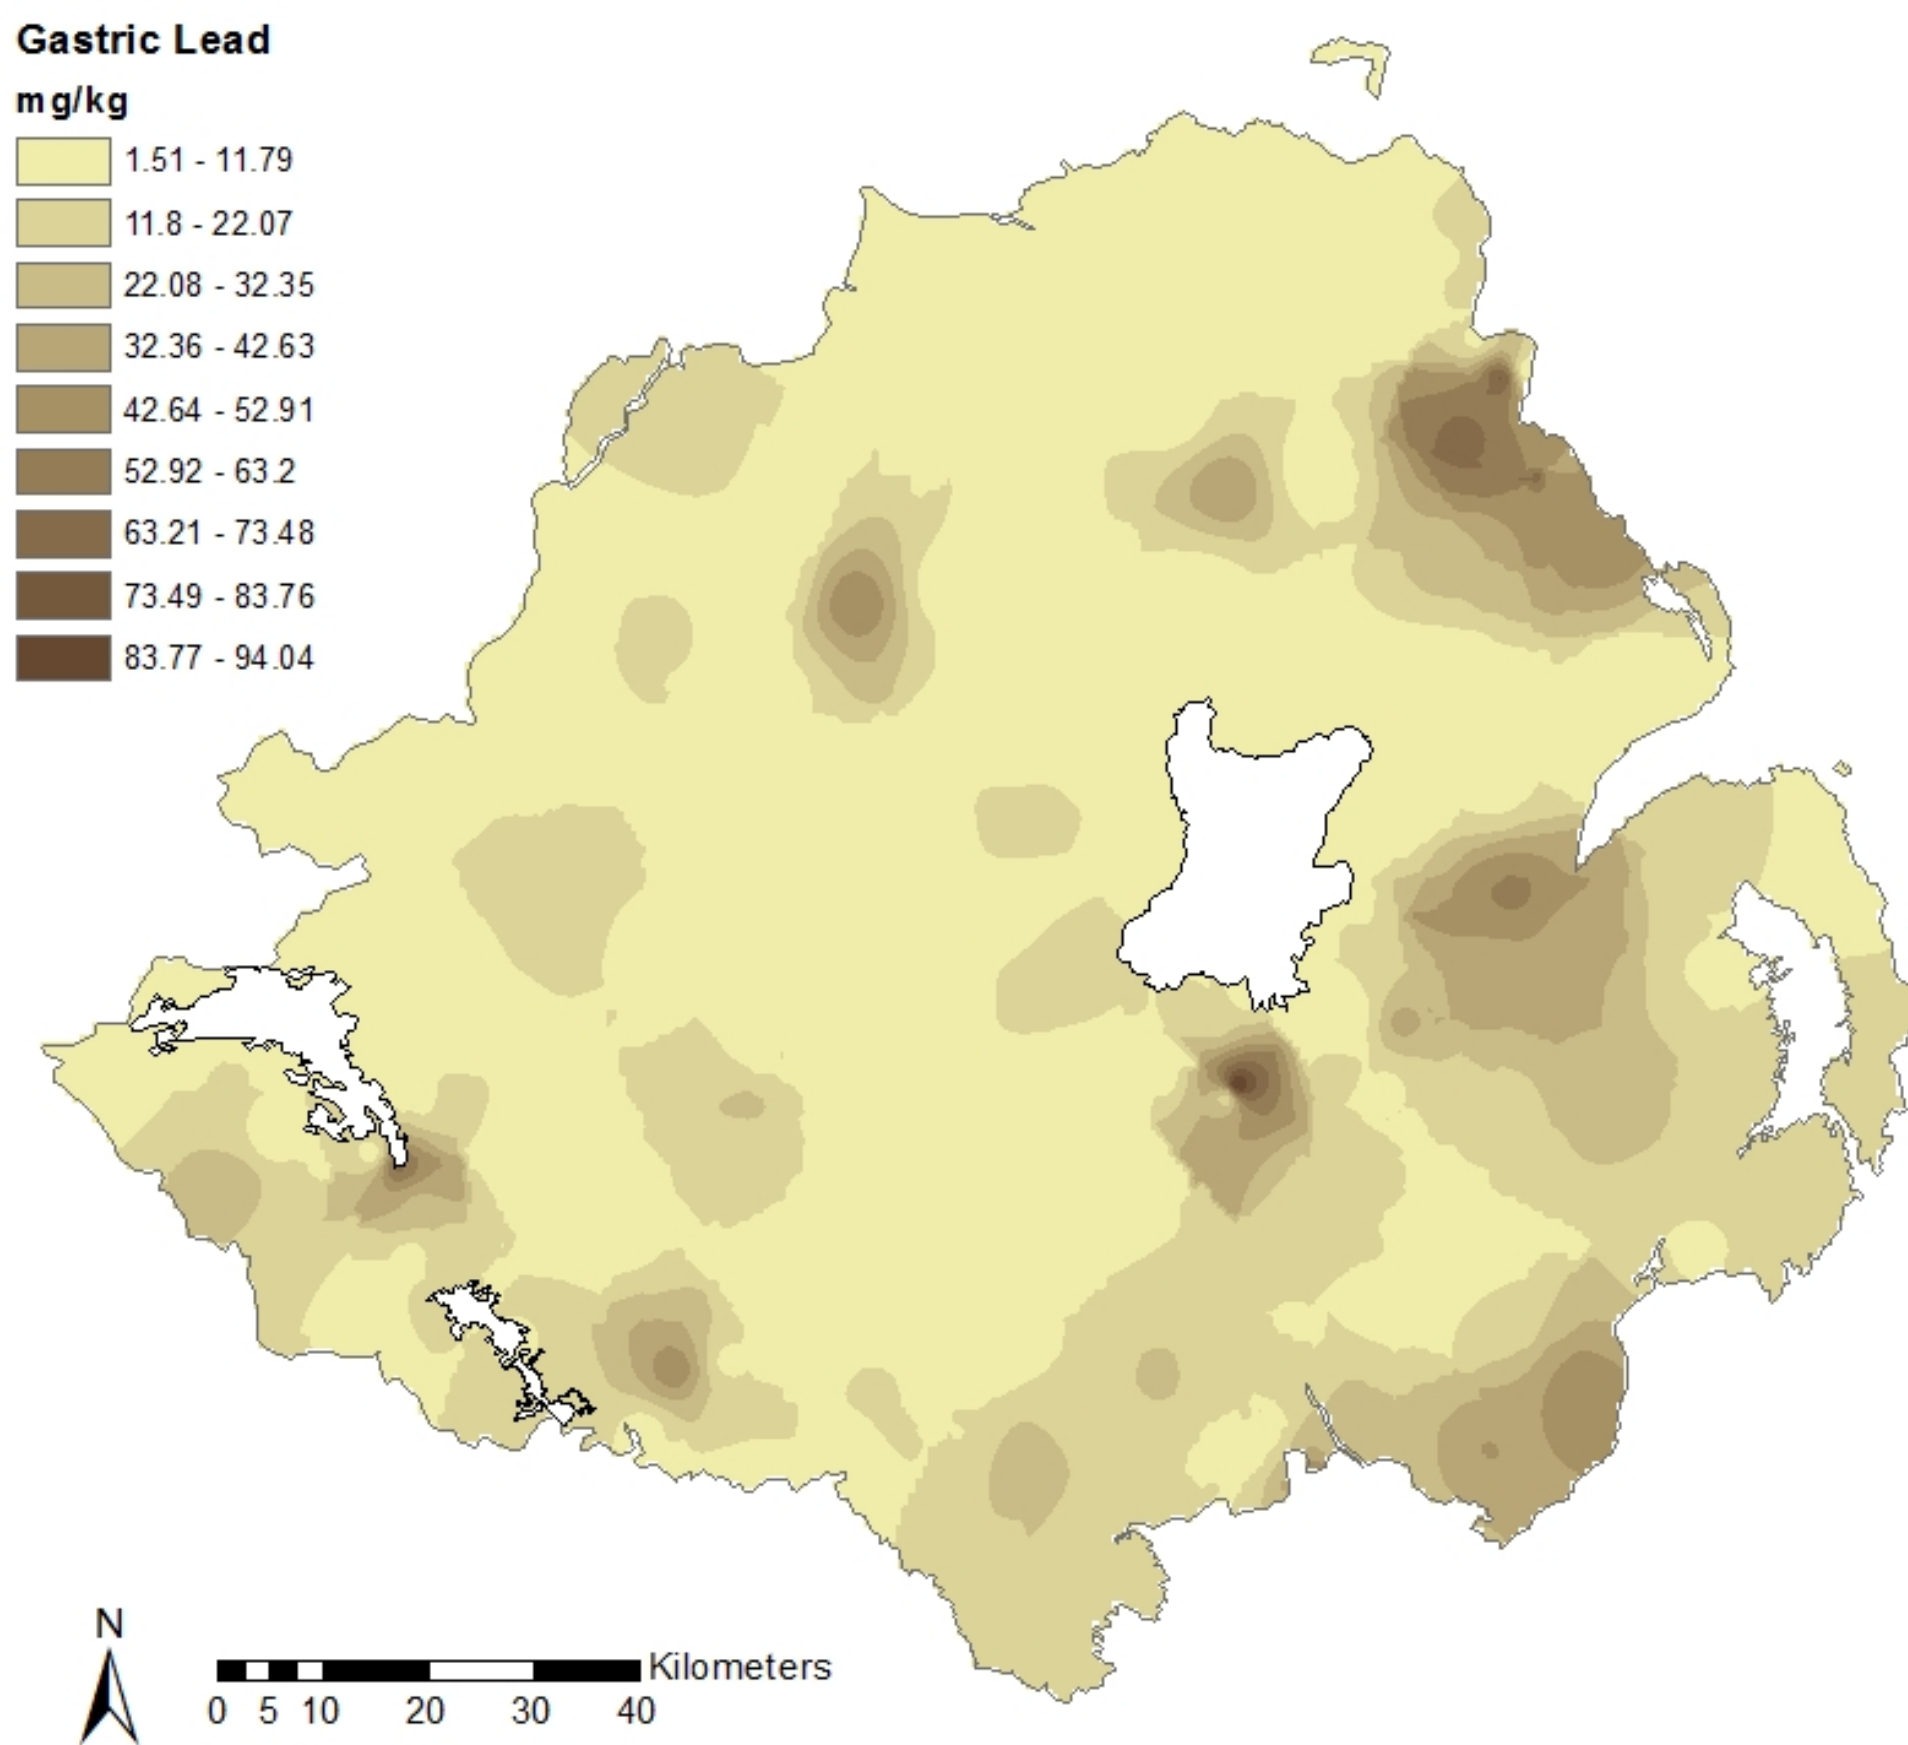 Gastric Lead
mg/kg
1.51 - 11.79
11.8 - 22.07
22.08 - 32.35
32.36 - 42.63
42.64 - 52.91
52.92 - 63.2
63.21 - 73.48
73.49 - 83.76
83.77 - 94.04
N
Kilometers
0 5 10 20 30 40